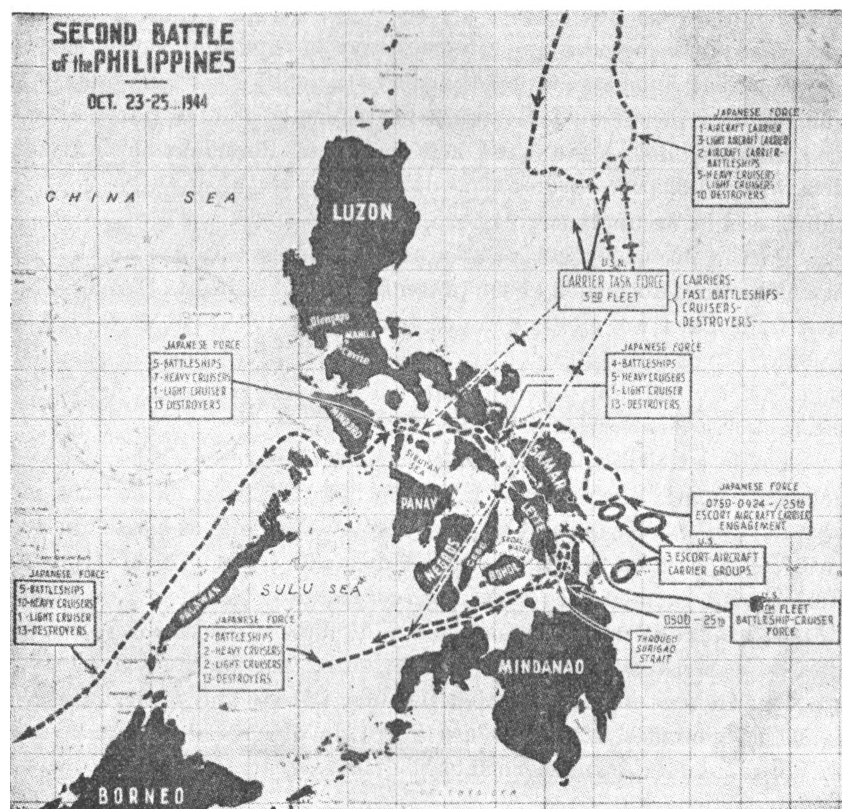 SECOND BATTLE
of the PHILIPPINES
OCT. 23-25...1944
CHINA SEA
LUZON
MANILA
JAPANESE FORCE
1-AIRCRAFT CARRIER
3-LIGHT AIRCRAFT CARRIERS
2-AIRCRAFT CARRIER-
BATTLESHIPS
5-HEAVY CRUISERS
LIGHT CRUISERS
10 DESTROYERS
U.S.N.
CARRIER TASK FORCE
3RD FLEET
CARRIERS-
FAST BATTLESHIPS-
CRUISERS-
DESTROYERS-
JAPANESE FORCE
5-BATTLESHIPS
7-HEAVY CRUISERS
1-LIGHT CRUISER
13 DISTROYERS
JAPANESE FORCE
4-BATTLESHIPS
5-HEAVY CRUISERS
1-LIGHT CRUISER
13-DESTROYERS
MINDORO
SIBUYAN
SEA
SAMAR
PANAY
LEYTE
NEGROS
CEBU
BOHOL
JAPANESE FORCE
0750-0924-/25th
ESCORT AIRCRAFT CARRIER
ENGAGEMENT
U.S.
3 ESCORT-AIRCRAFT
CARRIER GROUPS
U.S.
7TH FLEET
BATTLESHIP-CRUISER
FORCE
PALAWAN
SULU SEA
JAPANESE FORCE
5-BATTLESHIPS
10-HEAVY CRUISERS
1-LIGHT CRUISER
13-DESTROYERS
JAPANESE FORCE
2-BATTLESHIPS
2-HEAVY CRUISERS
2-LIGHT CRUISERS
13-DESTROYERS
0500-25th
THROUGH
SURIGAO
STRAIT
MINDANAO
BORNEO